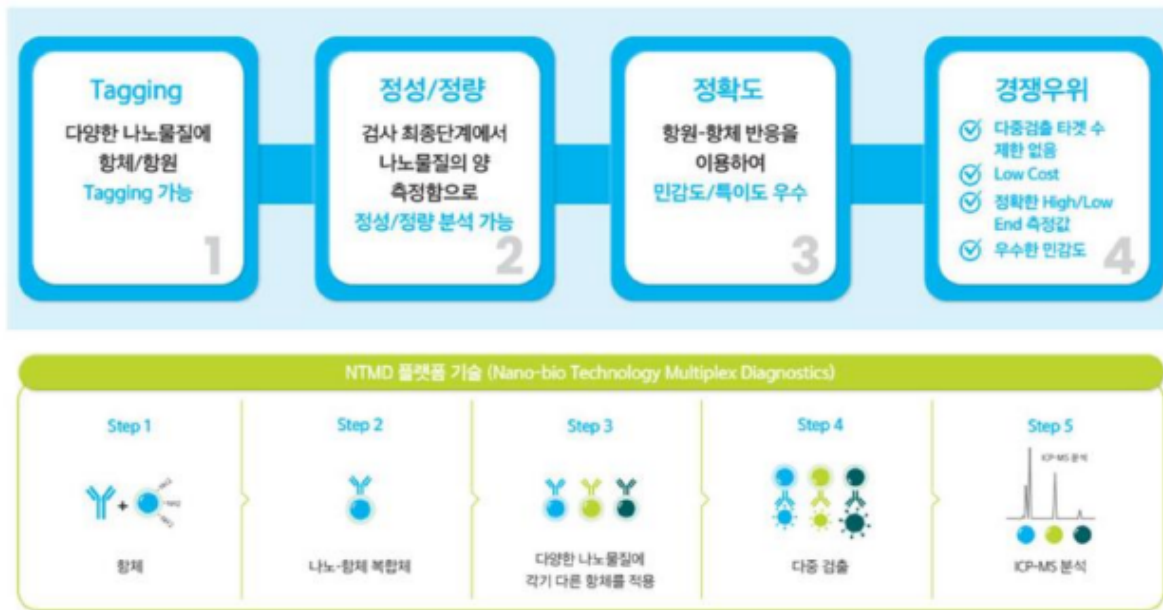 Tagging
다양한 나노물질에
항체/항원
Tagging 가능
1
정성/정량
검사 최종단계에서
나노물질의 양
측정함으로
정성/정량 분석 가능
2
정확도
항원-항체 반응을
이용하여
민감도/특이도 우수
3
경쟁우위
다중검출 타겟 수
제한 없음
Low Cost
정확한 High/Low
End 측정값
우수한 민감도
4
NTMD 플랫폼 기술 (Nano-bio Technology Multiplex Diagnostics)
Step 1
+
항체
Step 2
나노-항체 복합체
Step 3
다양한 나노물질에
각기 다른 항체를 적용
Step 4
다중 검출
Step 5
ICP-MS 분석
ICP-MS 분석